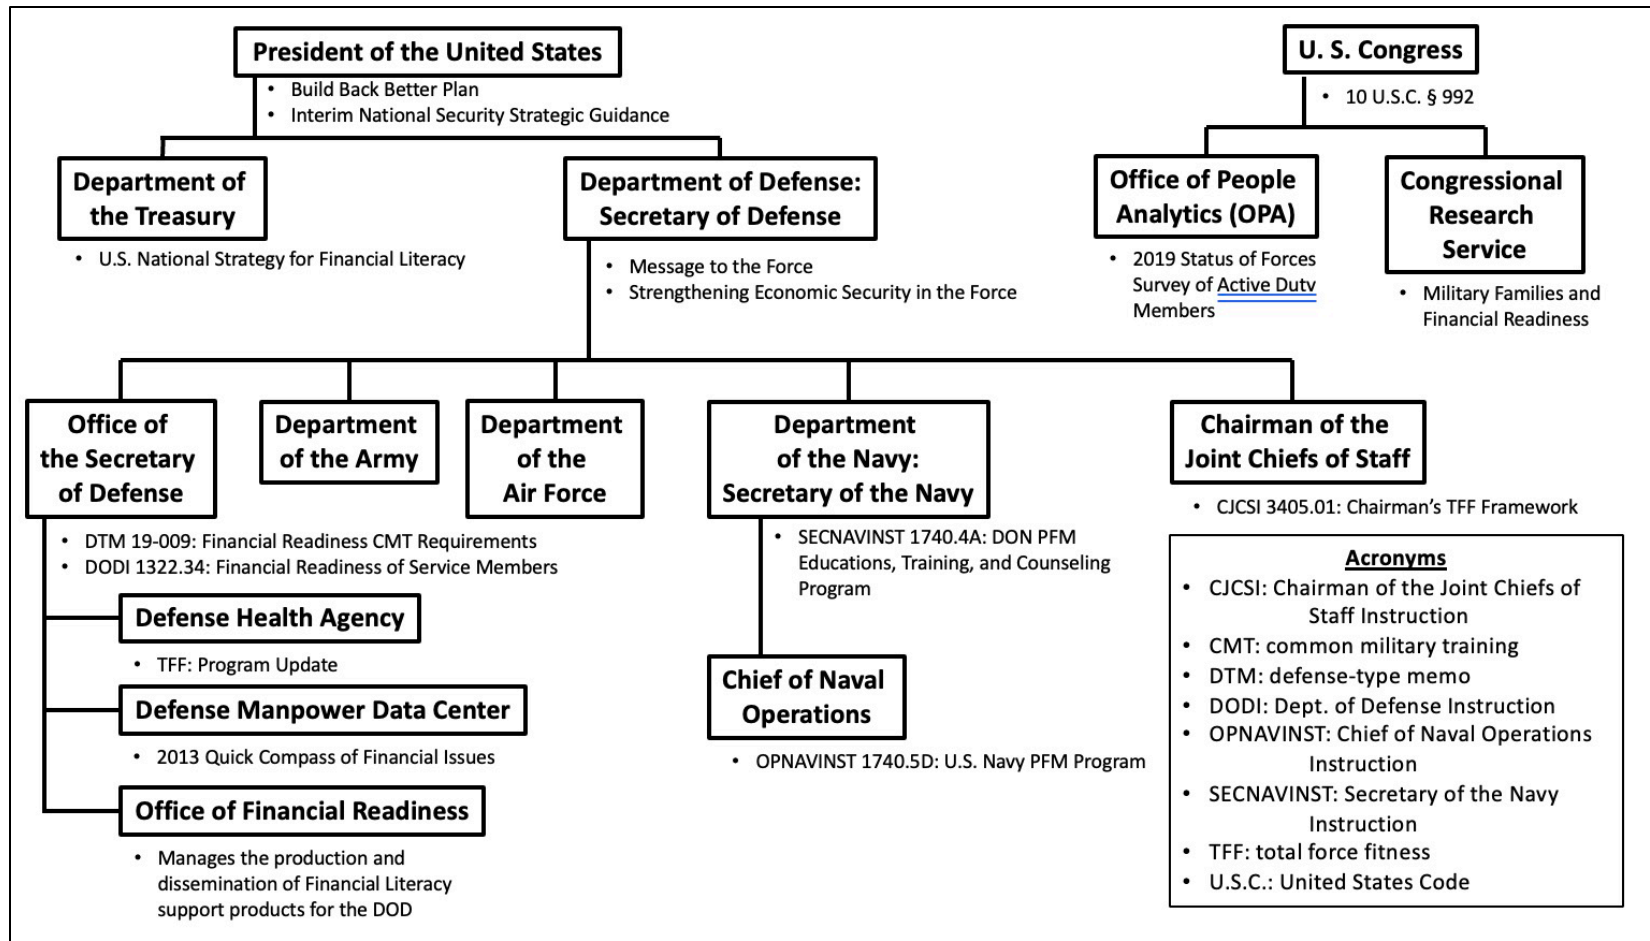 President of the United States
• Build Back Better Plan
• Interim National Security Strategic Guidance
U. S. Congress
• 10 U.S.C. § 992
Department of
the Treasury
• U.S. National Strategy for Financial Literacy
Department of Defense:
Secretary of Defense
• Message to the Force
• Strengthening Economic Security in the Force
Office of People
Analytics (OPA)
• 2019 Status of Forces
Survey of Active Duty
Members
Congressional
Research
Service
• Military Families and
Financial Readiness
Office of
the Secretary
of Defense
• DTM 19-009: Financial Readiness CMT Requirements
• DODI 1322.34: Financial Readiness of Service Members
Defense Health Agency
• TFF: Program Update
Defense Manpower Data Center
• 2013 Quick Compass of Financial Issues
Office of Financial Readiness
• Manages the production and
dissemination of Financial Literacy
support products for the DOD
Department
of the Army
Department
of the
Air Force
Department
of the Navy:
Secretary of the Navy
• SECNAVINST 1740.4A: DON PFM
Educations, Training, and Counseling
Program
Chief of Naval
Operations
• OPNAVINST 1740.5D: U.S. Navy PFM Program
Chairman of the
Joint Chiefs of Staff
• CJCSI 3405.01: Chairman’s TFF Framework
Acronyms
• CJCSI: Chairman of the Joint Chiefs of
Staff Instruction
• CMT: common military training
• DTM: defense-type memo
• DODI: Dept. of Defense Instruction
• OPNAVINST: Chief of Naval Operations
Instruction
• SECNAVINST: Secretary of the Navy
Instruction
• TFF: total force fitness
• U.S.C.: United States Code